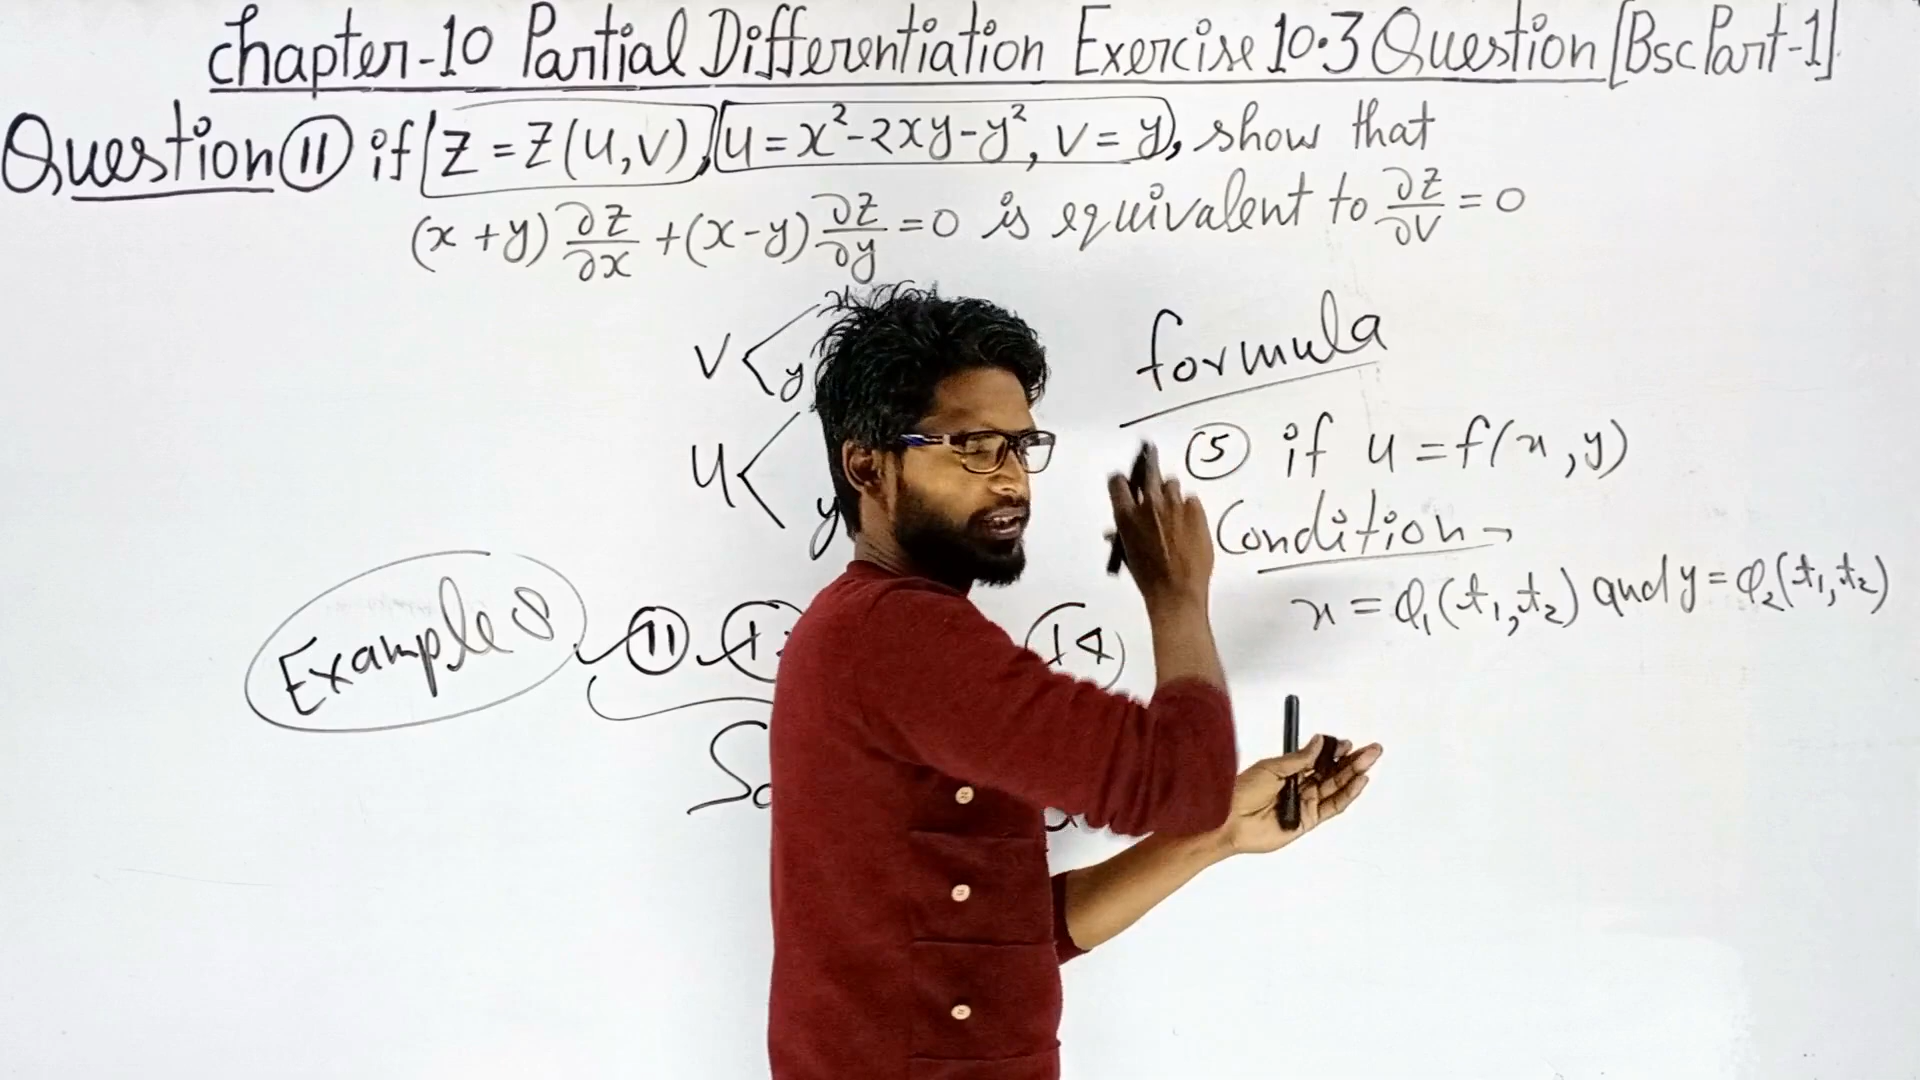 Chapter-10 Partial Differentiation Exercise 10.3 Question [Bsc Part-1]
Question ⑪ if Z = Z(u,v), u = x²-2xy-y², v = y, show that
(x+y) ∂z/∂x + (x-y) ∂z/∂y = 0 is equivalent to ∂z/∂v = 0
v < y
u < y
Example 8 ⑪ ⑭
formula
⑤ if u = f(x,y)
Condition
x = φ₁(t₁,t₂) and y = φ₂(t₁,t₂)